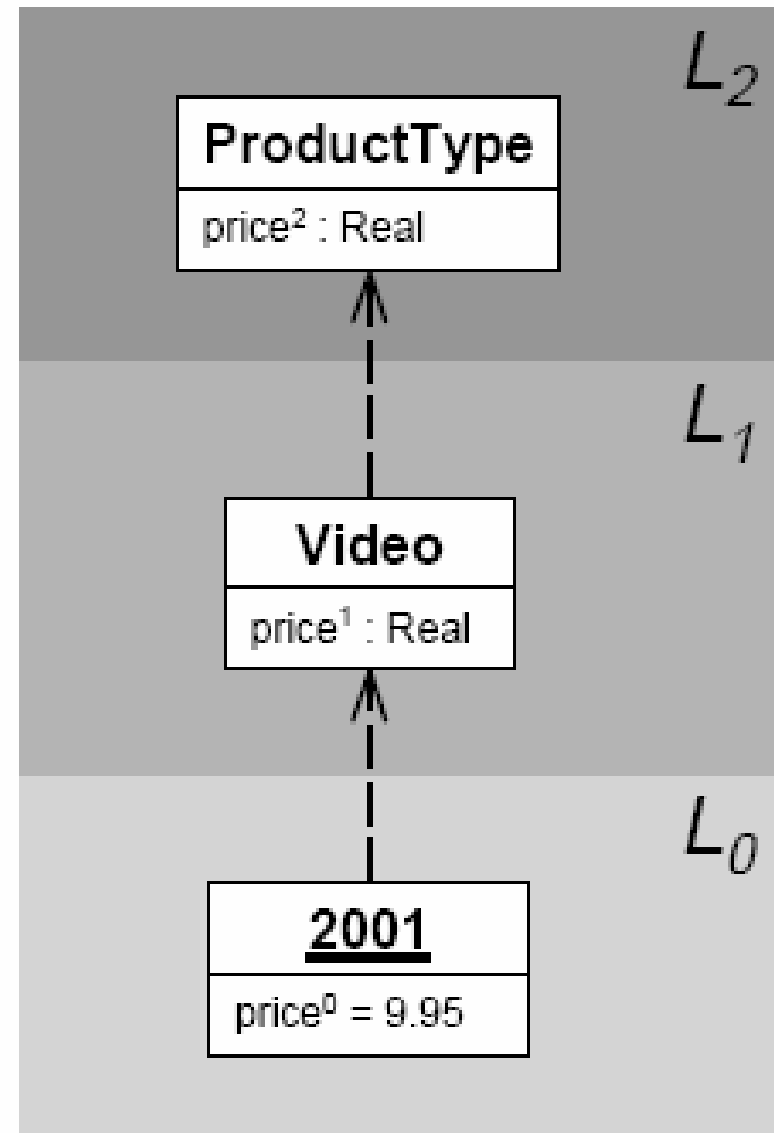 L₂
ProductType
price² : Real
L₁
Video
price¹ : Real
L₀
2001
price⁰ = 9.95